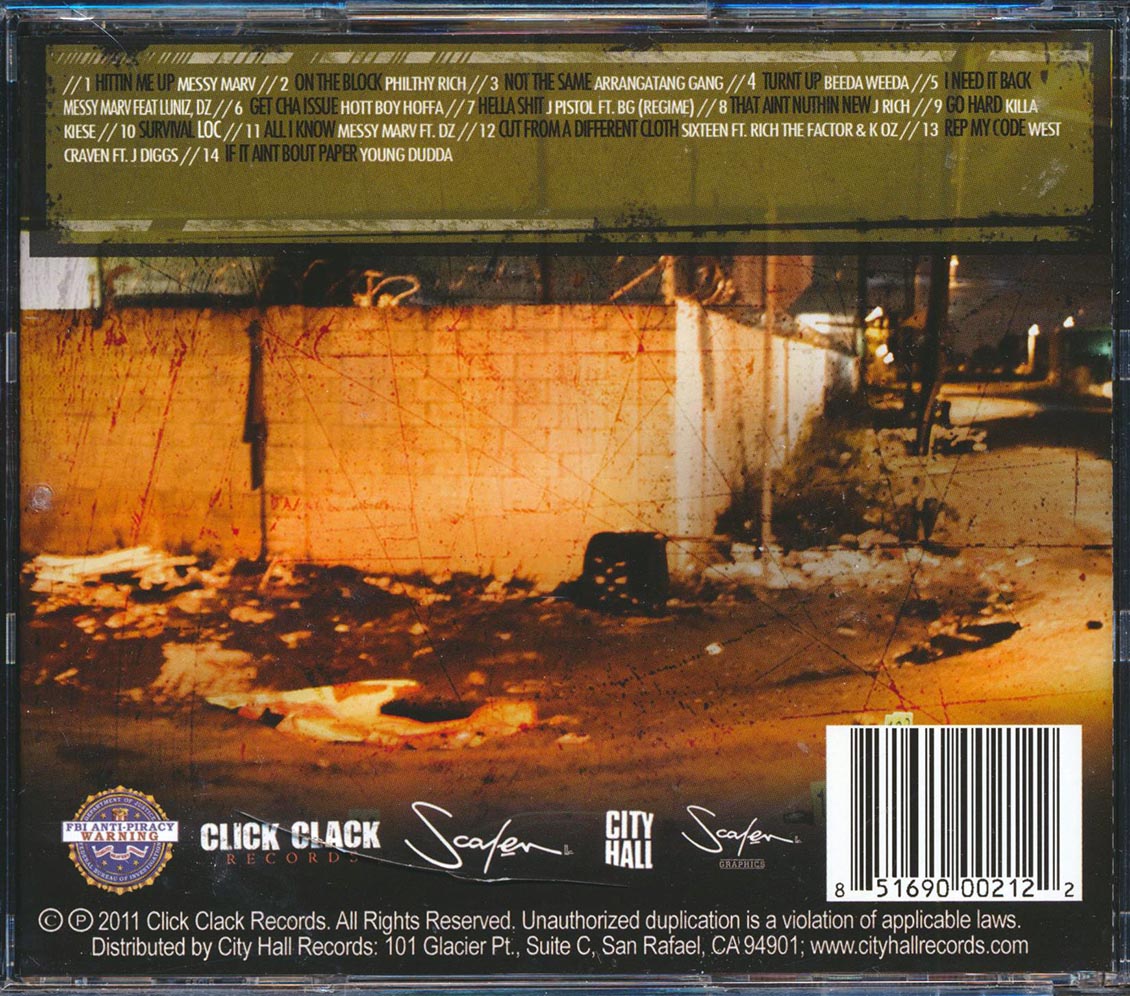 // 1 HITTIN ME UP MESSY MARV // 2 ON THE BLOCK PHILTHY RICH // 3 NOT THE SAME ARRANGATANG GANG // 4 TURNT UP BEEDA WEEDA // 5 I NEED IT BACK
MESSY MARV FEAT LUNIZ, DZ // 6 GET CHA ISSUE HOTT BOY HOFFA // 7 HELLA SHIT J PISTOL FT. BG (REGIME) // 8 THAT AINT NUTHIN NEW J RICH // 9 GO HARD KILLA
KIESE // 10 SURVIVAL LOC // 11 ALL I KNOW MESSY MARV FT. DZ // 12 CUT FROM A DIFFERENT CLOTH SIXTEEN FT. RICH THE FACTOR & K OZ // 13 REP MY CODE WEST
CRAVEN FT. J DIGGS // 14 IF IT AINT BOUT PAPER YOUNG DUDDA
DEPARTMENT OF JUSTICE
FBI ANTI-PIRACY
WARNING
FEDERAL BUREAU OF INVESTIGATION
CLICK CLACK
RECORDS
Scafen
CITY
HALL
Scafen
GRAPHICS
8 51690 00212 2
© ℗ 2011 Click Clack Records. All Rights Reserved. Unauthorized duplication is a violation of applicable laws.
Distributed by City Hall Records: 101 Glacier Pt., Suite C, San Rafael, CA 94901; www.cityhallrecords.com